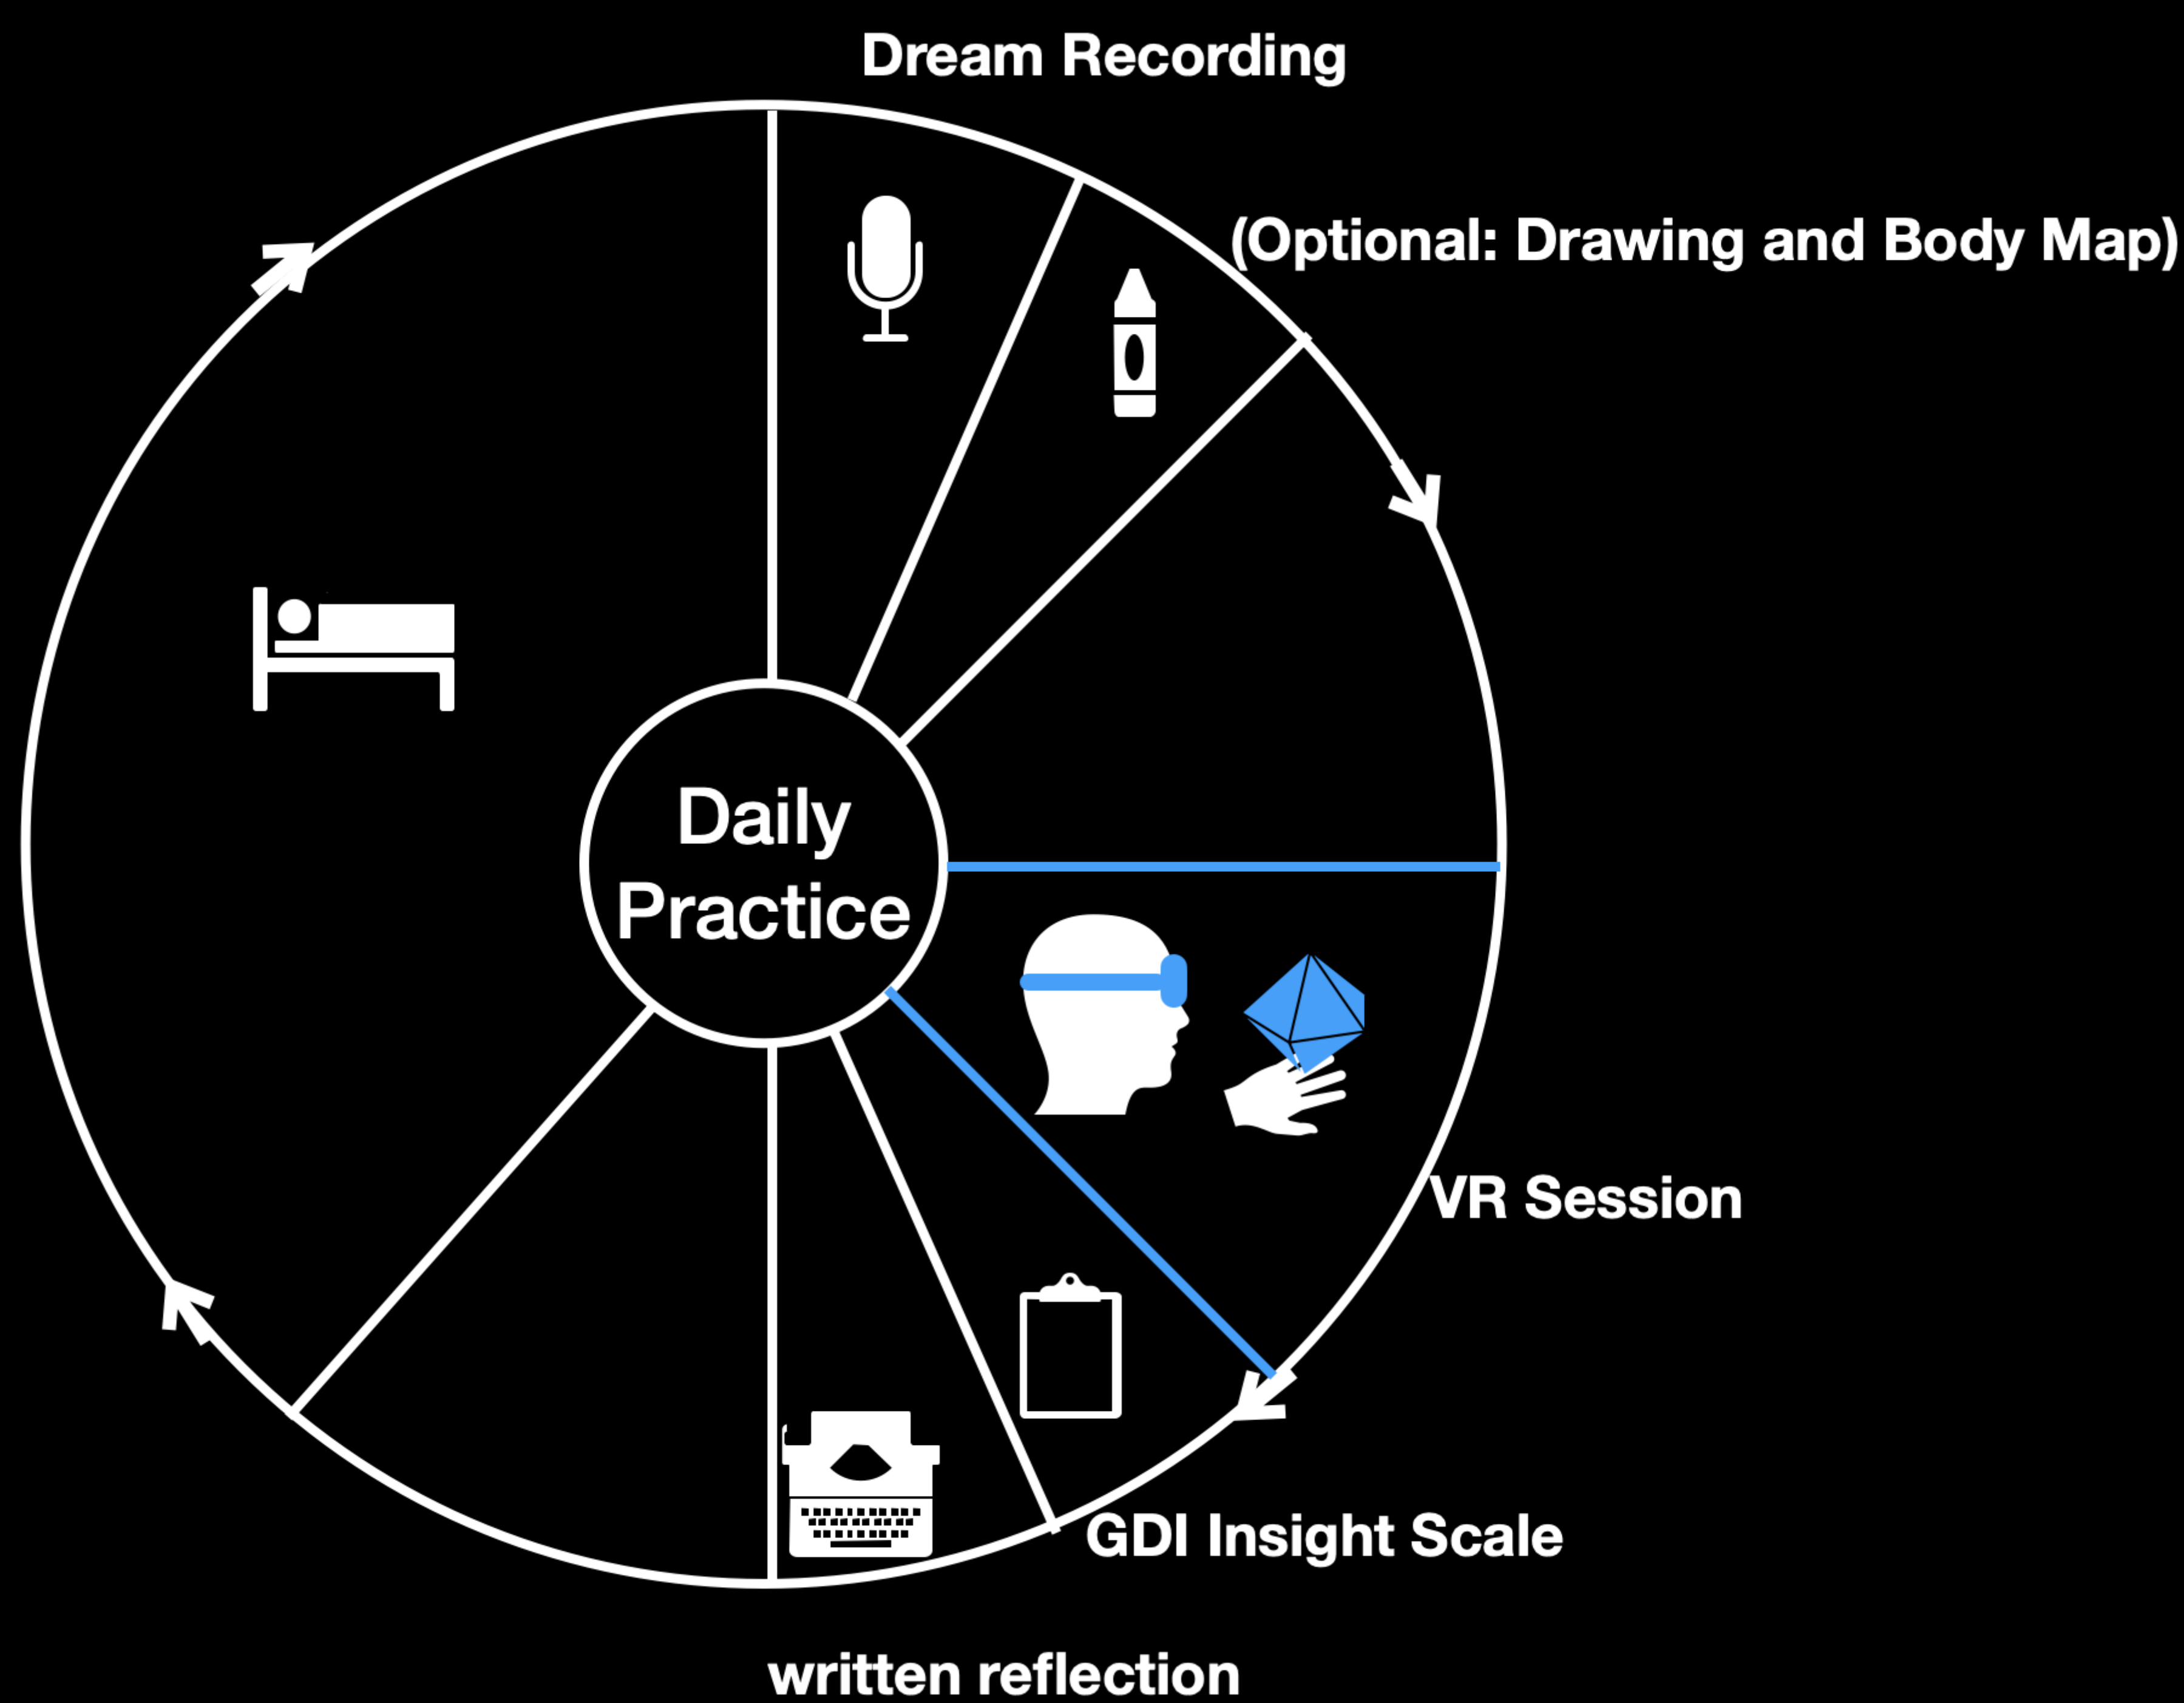 Dream Recording
(Optional: Drawing and Body Map)
Daily
Practice
VR Session
GDI Insight Scale
written reflection